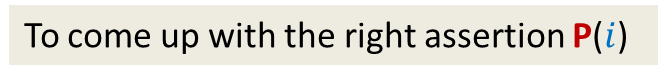 To come up with the right assertion P(i)